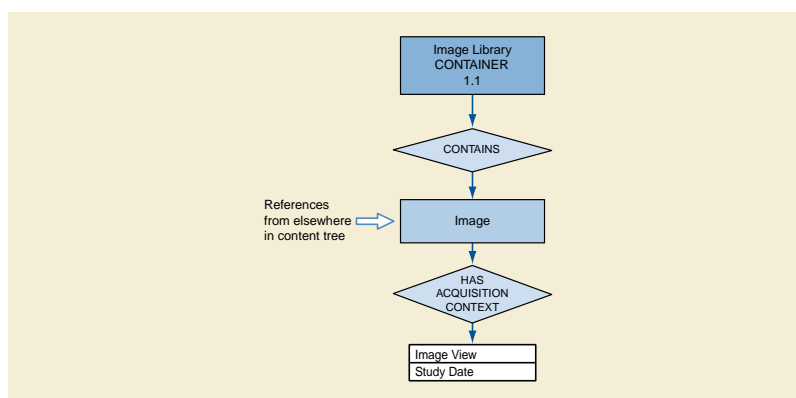 Image Library
CONTAINER
1.1
CONTAINS
References
from elsewhere
in content tree
Image
HAS
ACQUISITION
CONTEXT
Image View
Study Date